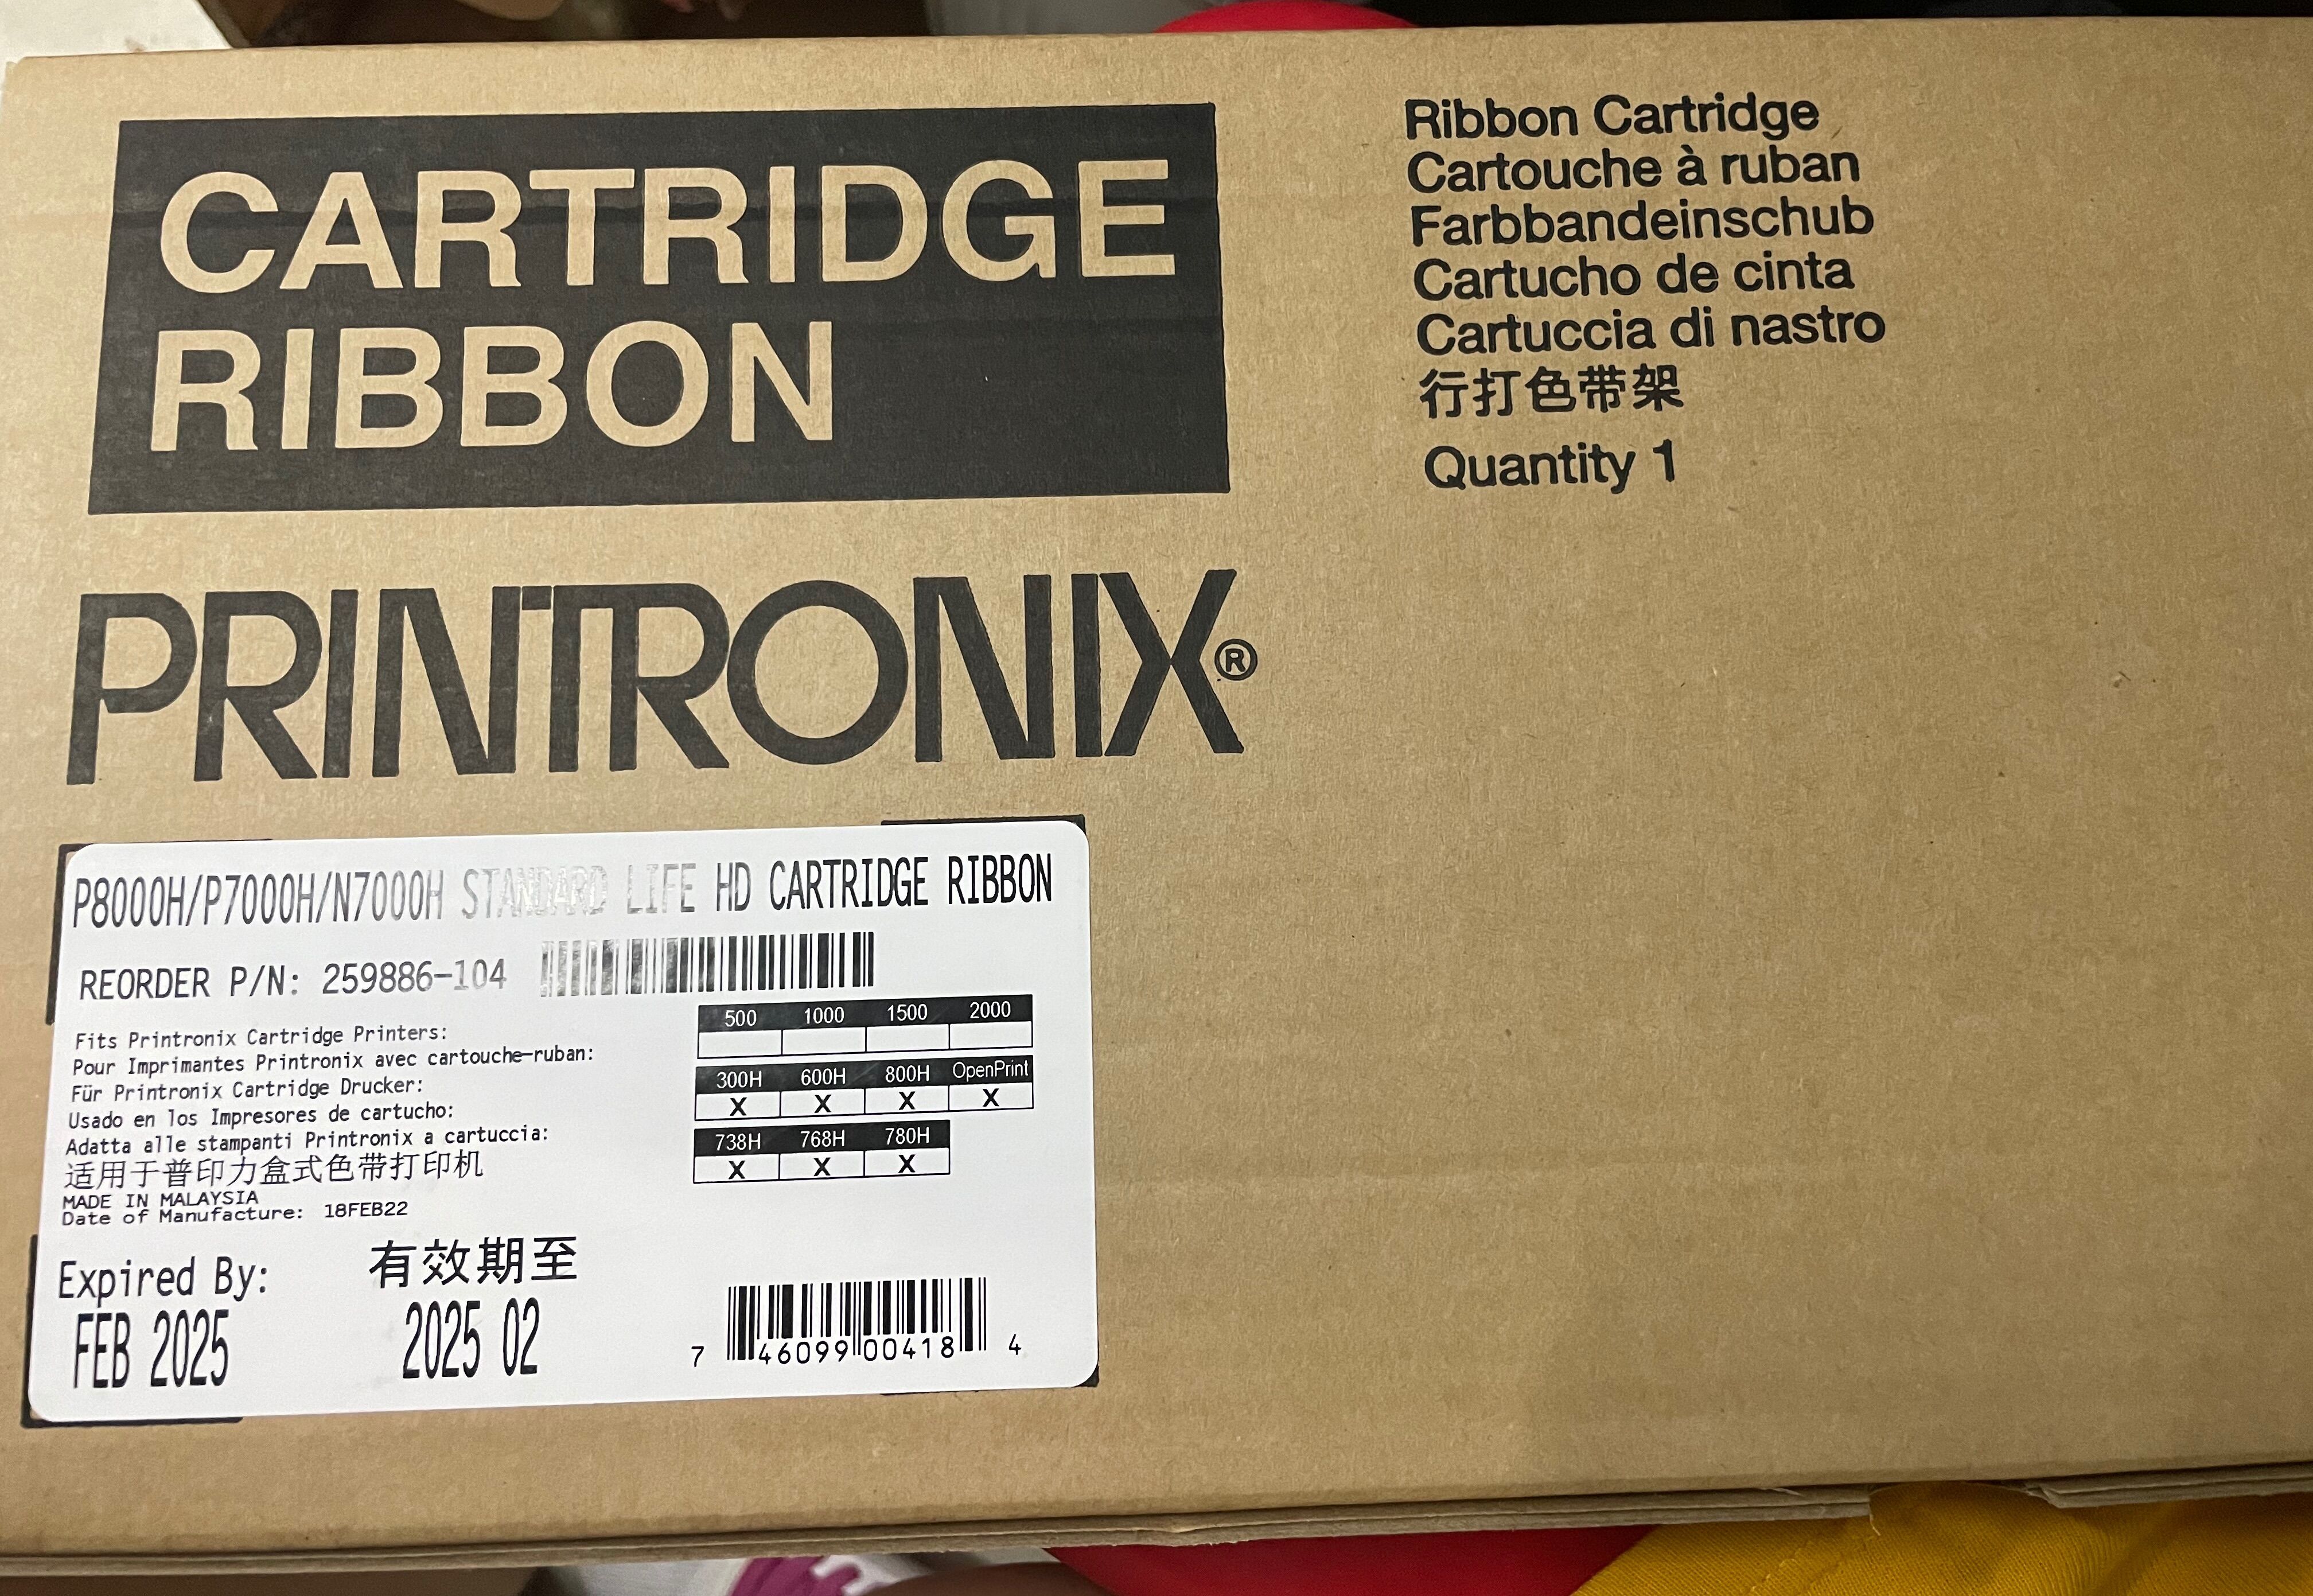 CARTRIDGE
RIBBON
Ribbon Cartridge
Cartouche à ruban
Farbbandeinschub
Cartucho de cinta
Cartuccia di nastro
行打色带架
Quantity 1
PRINTRONIX®
P8000H/P7000H/N7000H STANDARD LIFE HD CARTRIDGE RIBBON
REORDER P/N: 259886-104
Fits Printronix Cartridge Printers:
Pour Imprimantes Printronix avec cartouche-ruban:
Für Printronix Cartridge Drucker:
Usado en los Impresores de cartucho:
Adatta alle stampanti Printronix a cartuccia:
适用于普印力盒式色带打印机
MADE IN MALAYSIA
Date of Manufacture: 18FEB22
500 1000 1500 2000
300H 600H 800H OpenPrint
X X X X
738H 768H 780H
X X X
Expired By: 有效期至
FEB 2025 2025 02
7 46099 00418 4